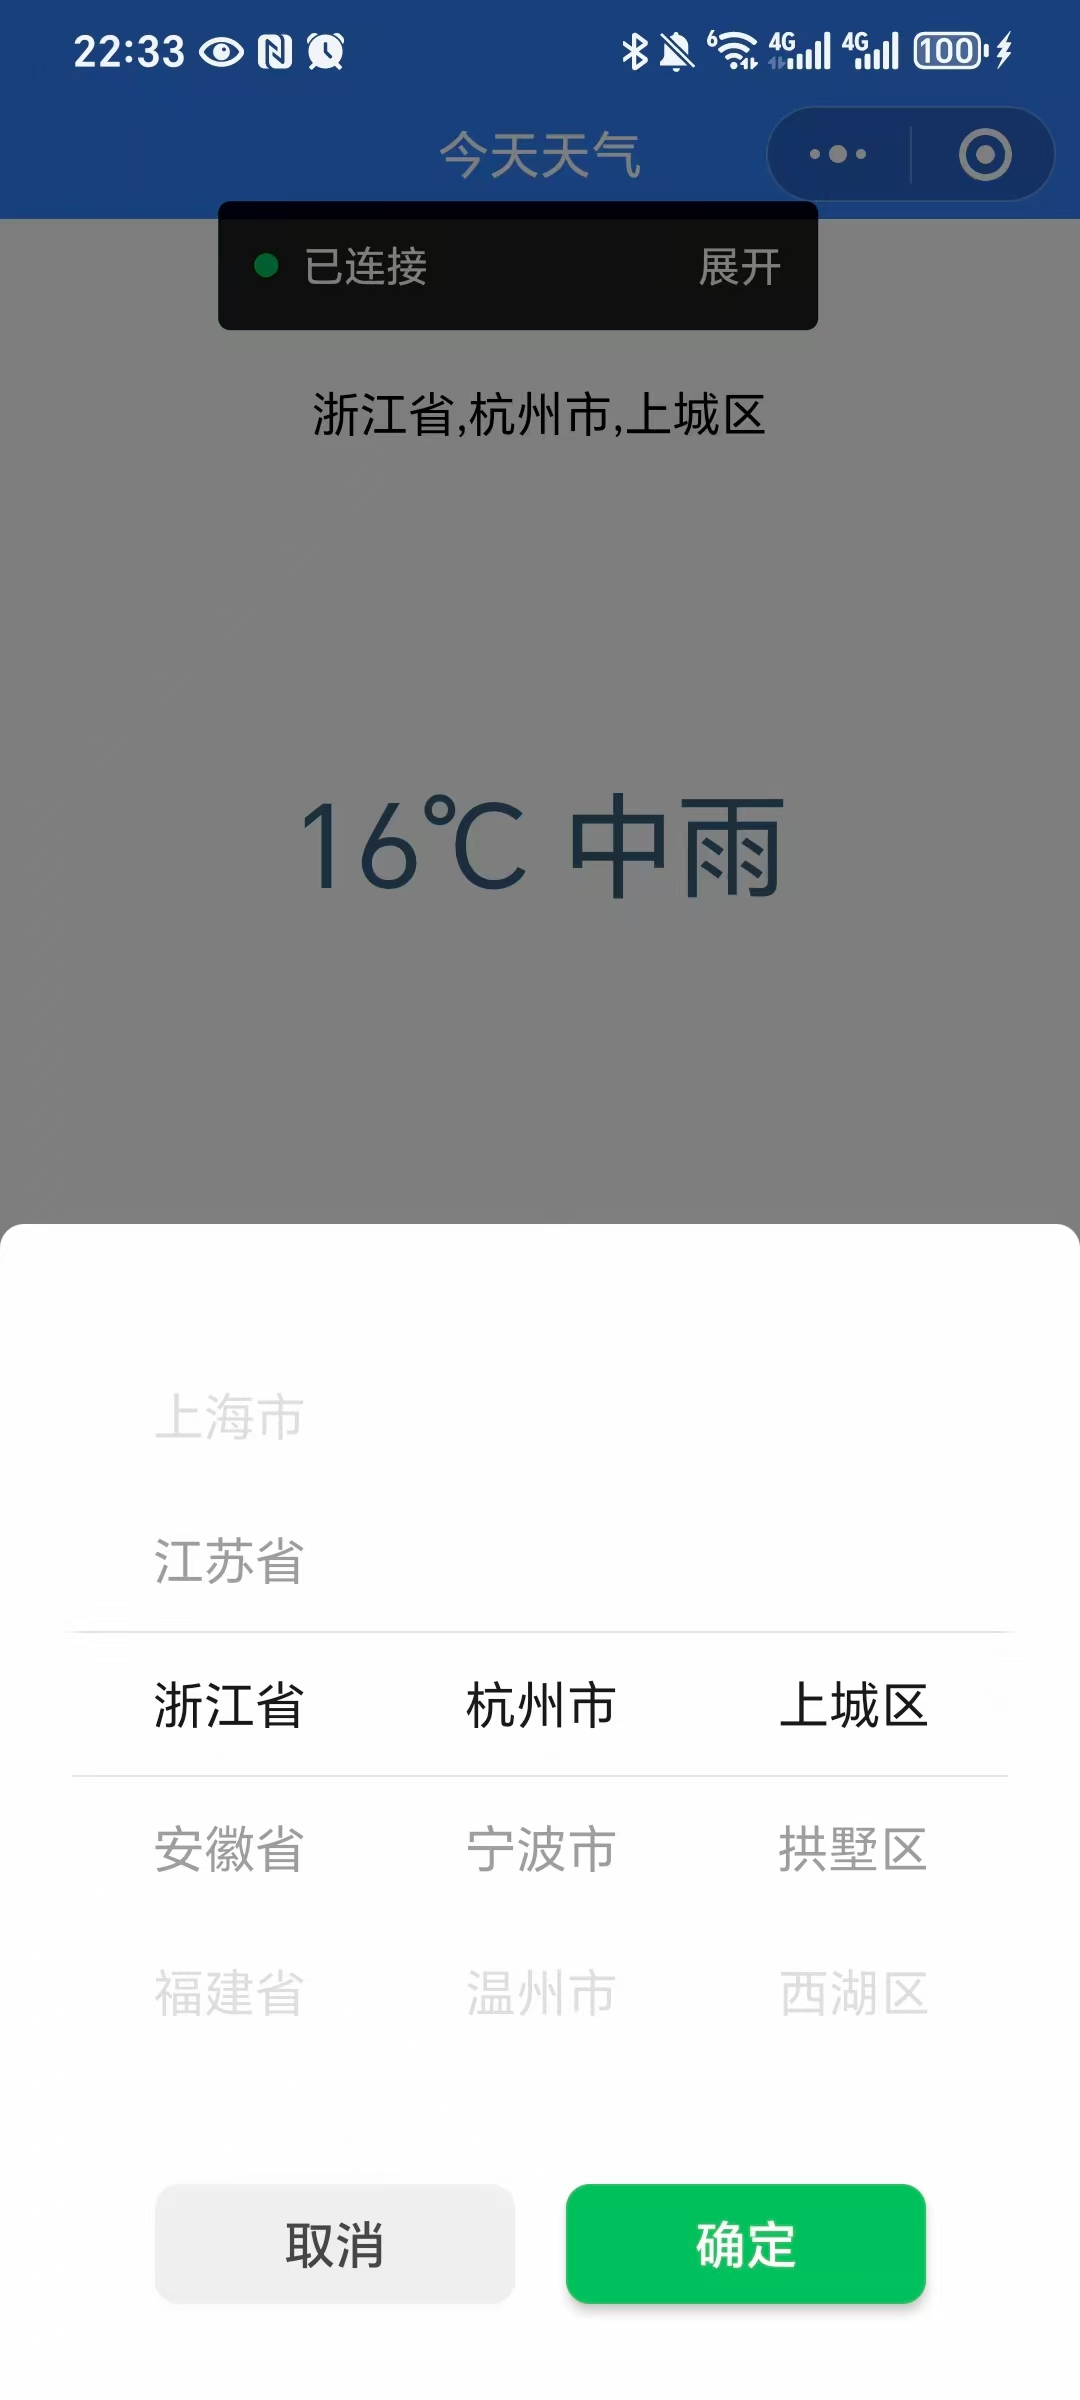 22:33 6 4G 4G 100
今天天气
已连接 展开
浙江省,杭州市,上城区
16℃ 中雨
上海市
江苏省
浙江省 杭州市 上城区
安徽省 宁波市 拱墅区
福建省 温州市 西湖区
取消 确定